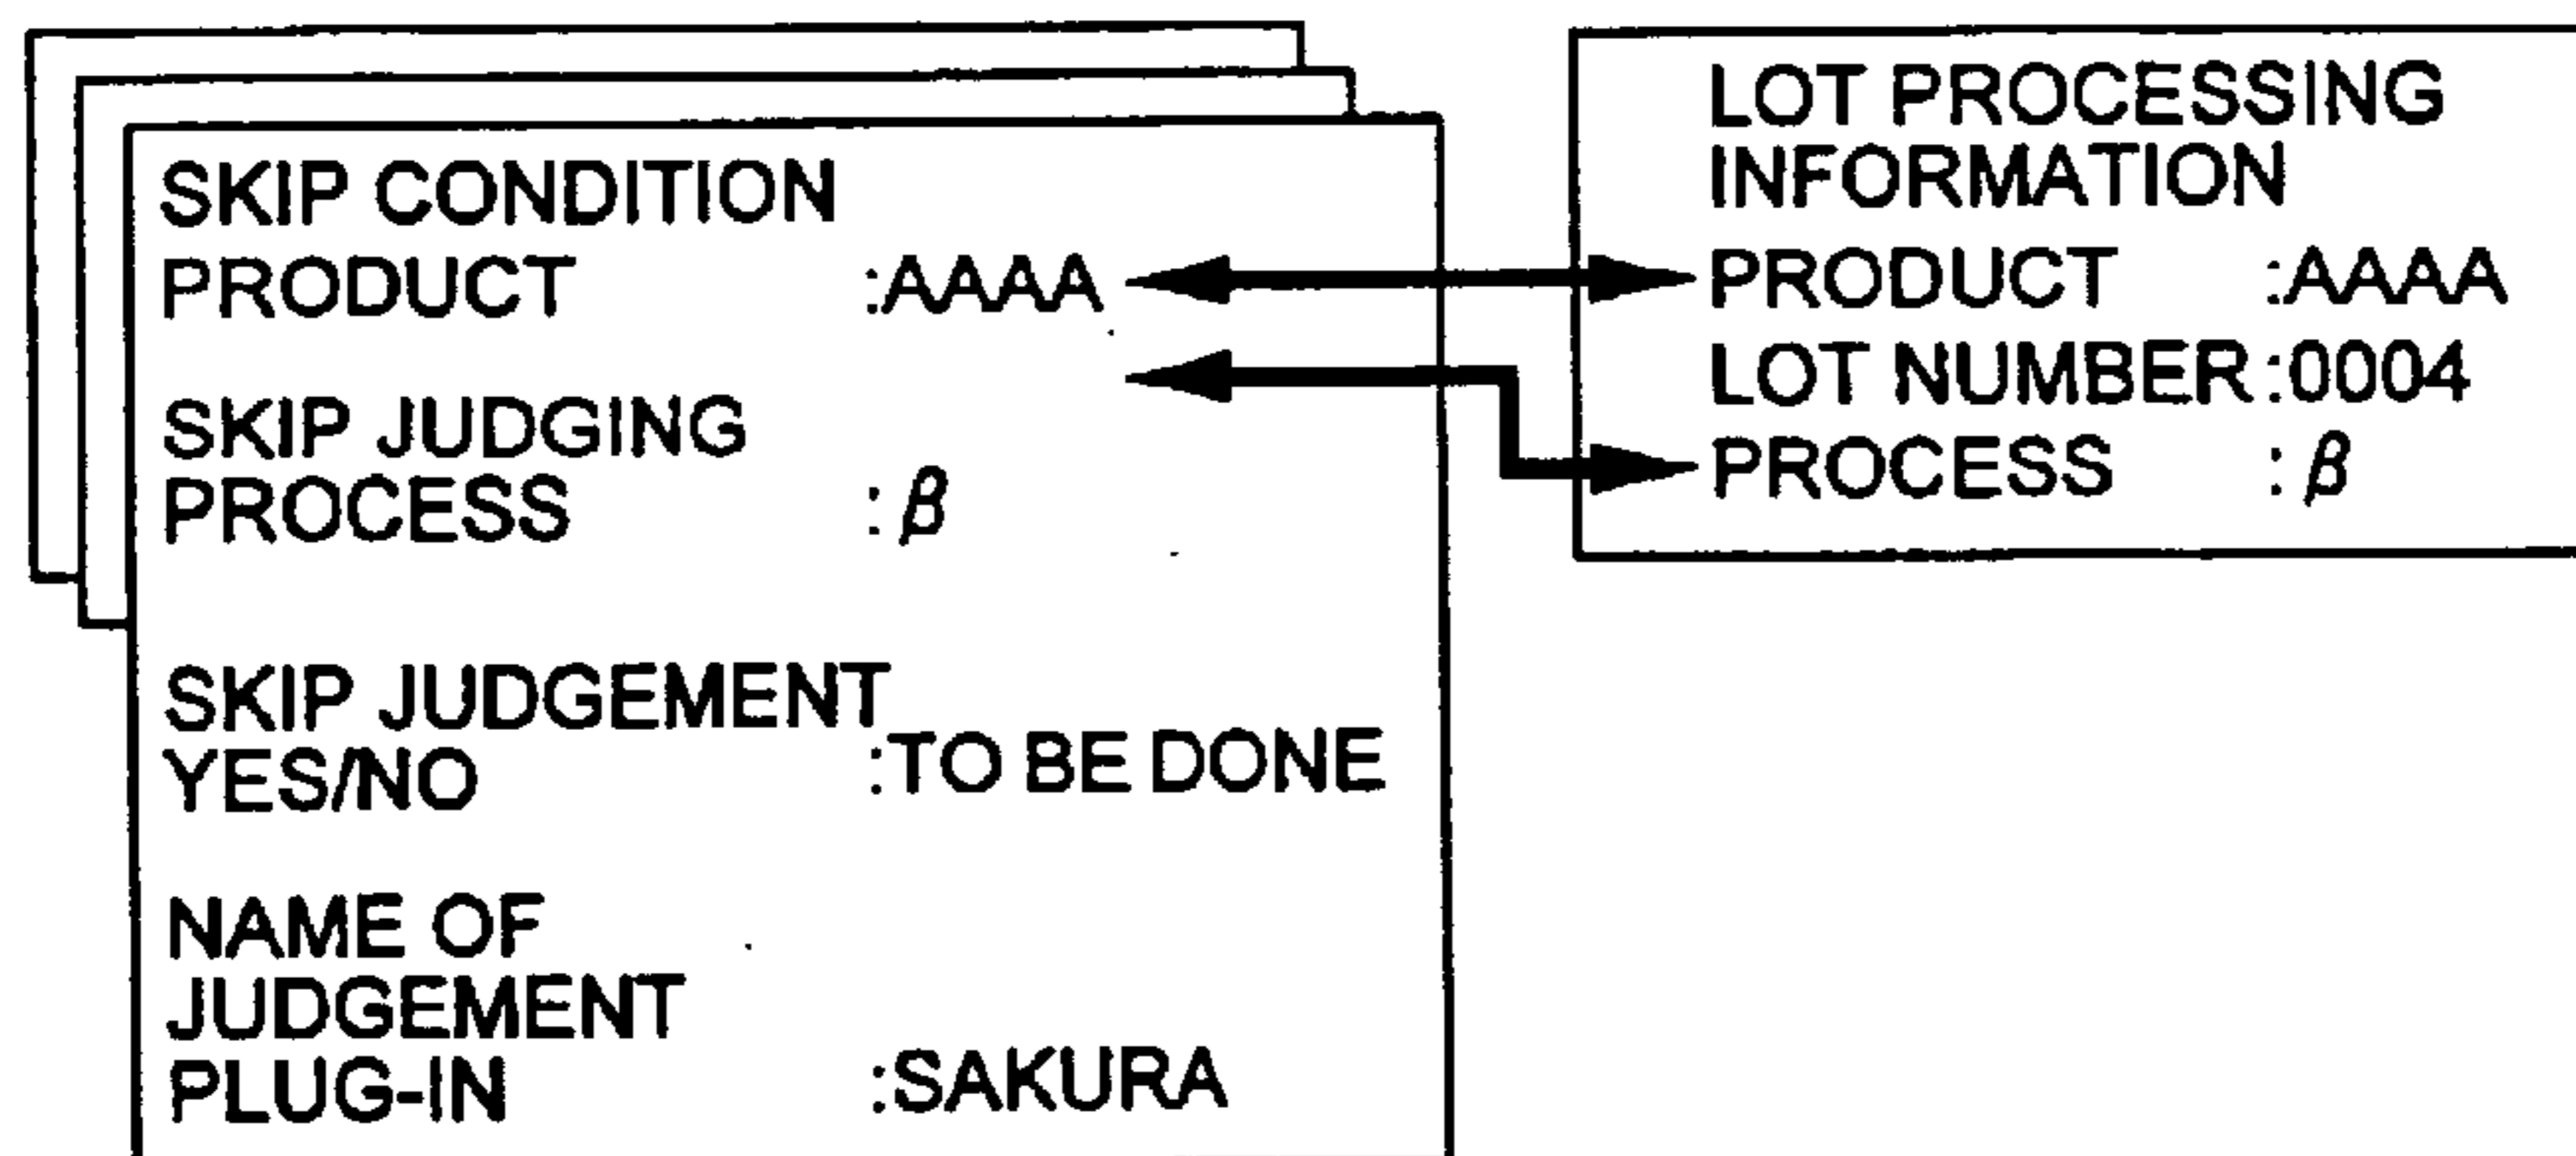 SKIP CONDITION
PRODUCT :AAAA
SKIP JUDGING
PROCESS :β
SKIP JUDGEMENT
YES/NO :TO BE DONE
NAME OF
JUDGEMENT
PLUG-IN :SAKURA
LOT PROCESSING
INFORMATION
PRODUCT :AAAA
LOT NUMBER :0004
PROCESS :β